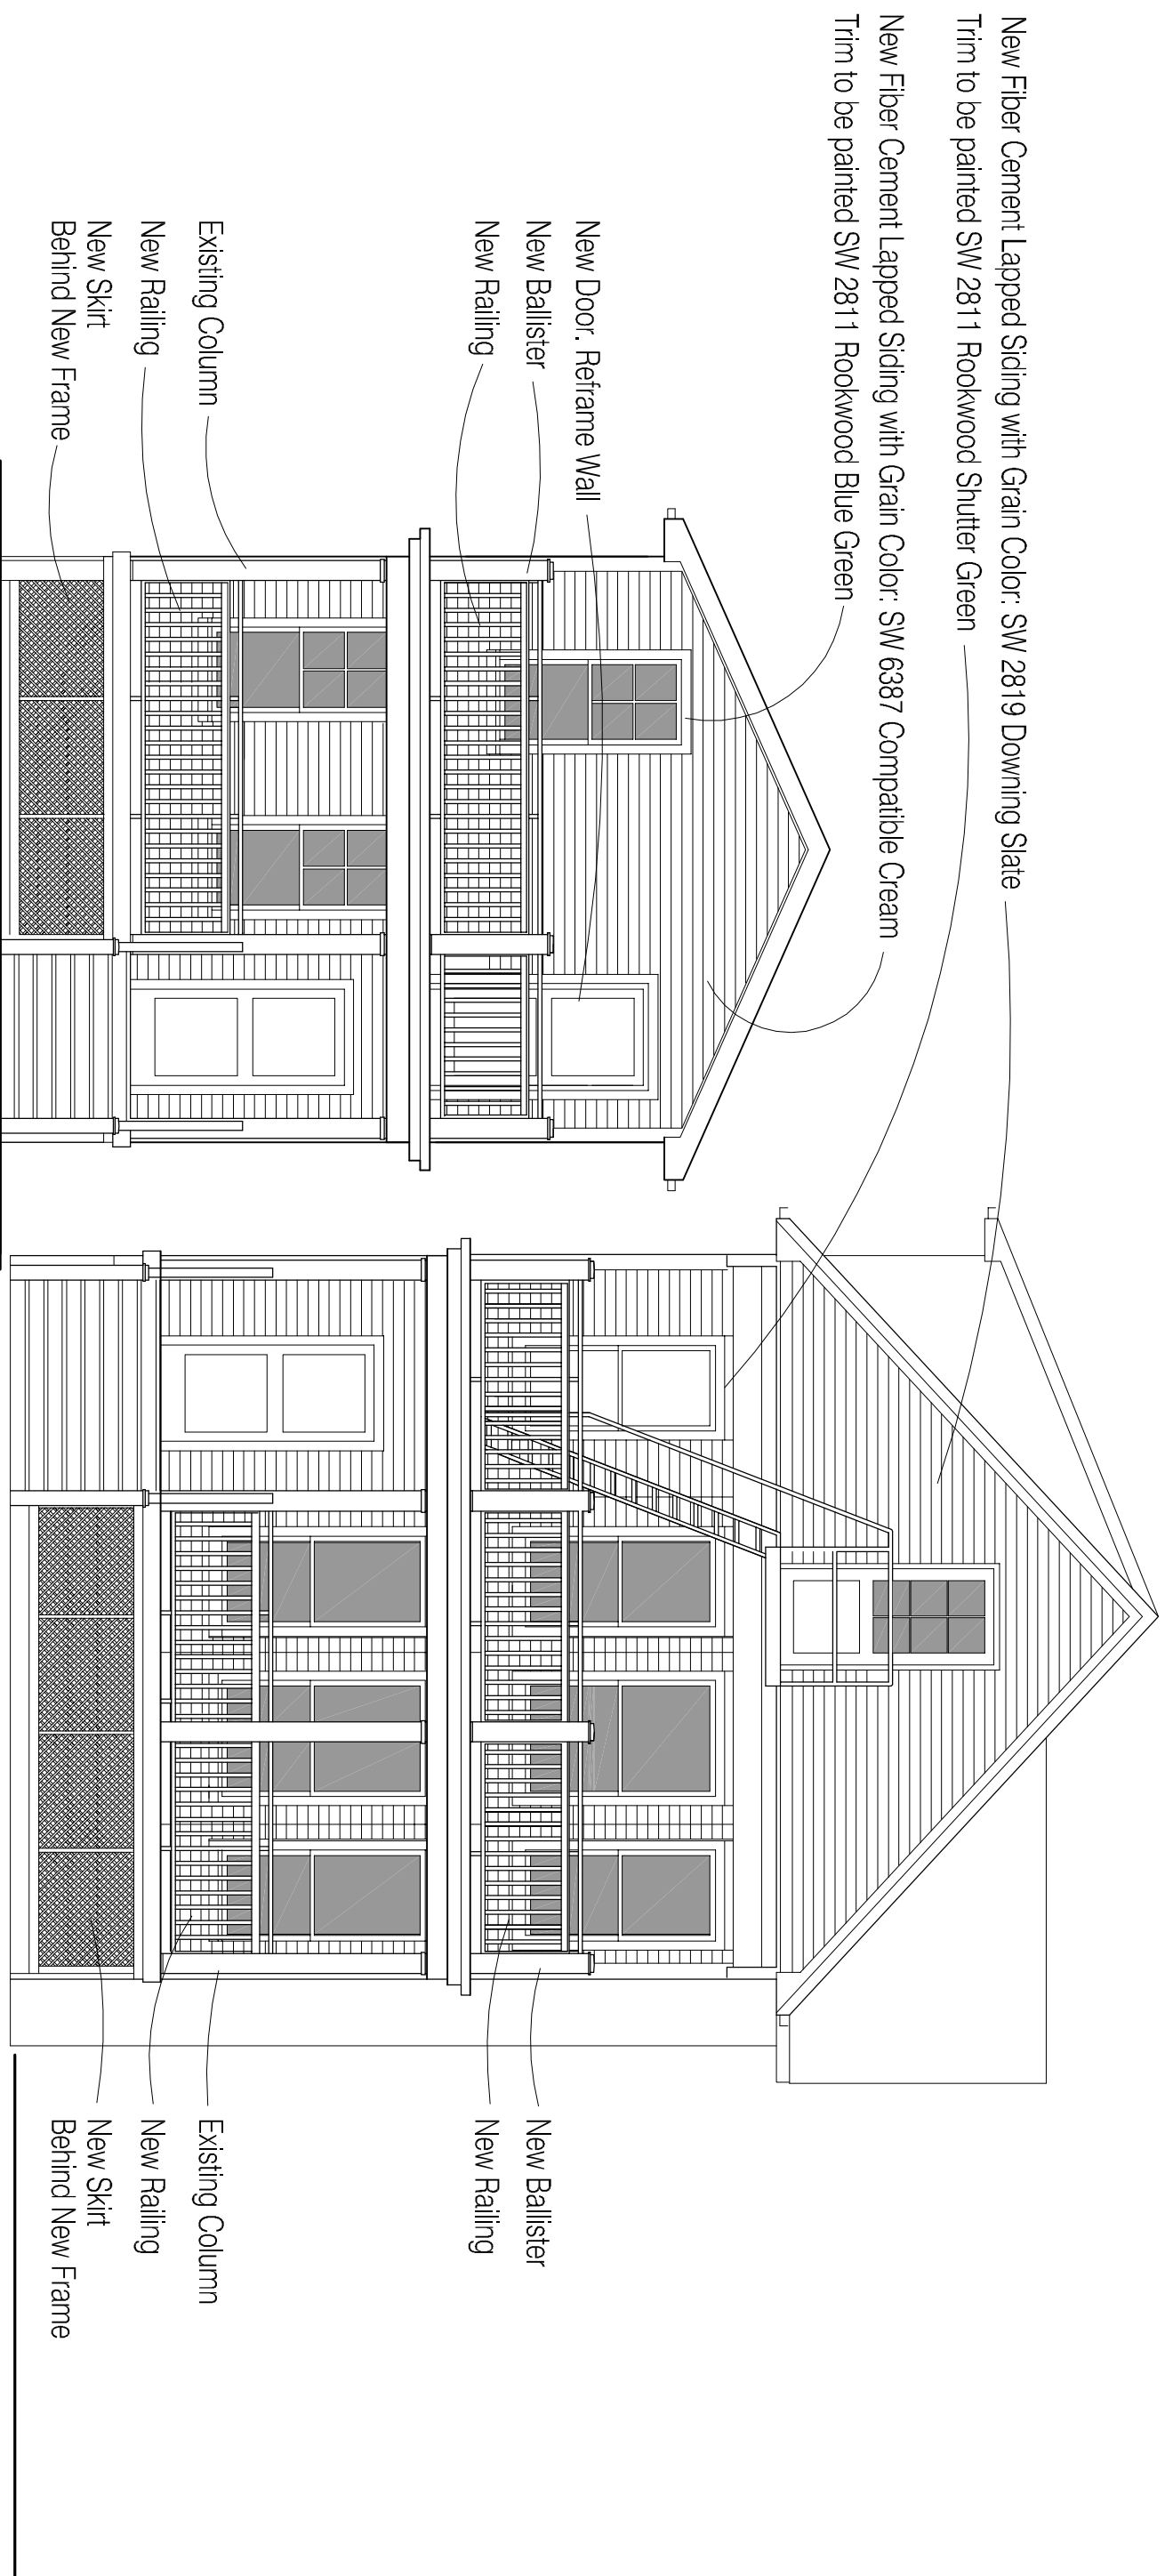 New Fiber Cement Lapped Siding with Grain Color: SW 2819 Downing Slate
Trim to be painted SW 2811 Rookwood Shutter Green
New Fiber Cement Lapped Siding with Grain Color: SW 6387 Compatible Cream
Trim to be painted SW 2811 Rookwood Blue Green
New Door. Reframe Wall
New Ballister
New Railing
Existing Column
New Railing
New Skirt
Behind New Frame
New Ballister
New Railing
Existing Column
New Railing
New Skirt
Behind New Frame